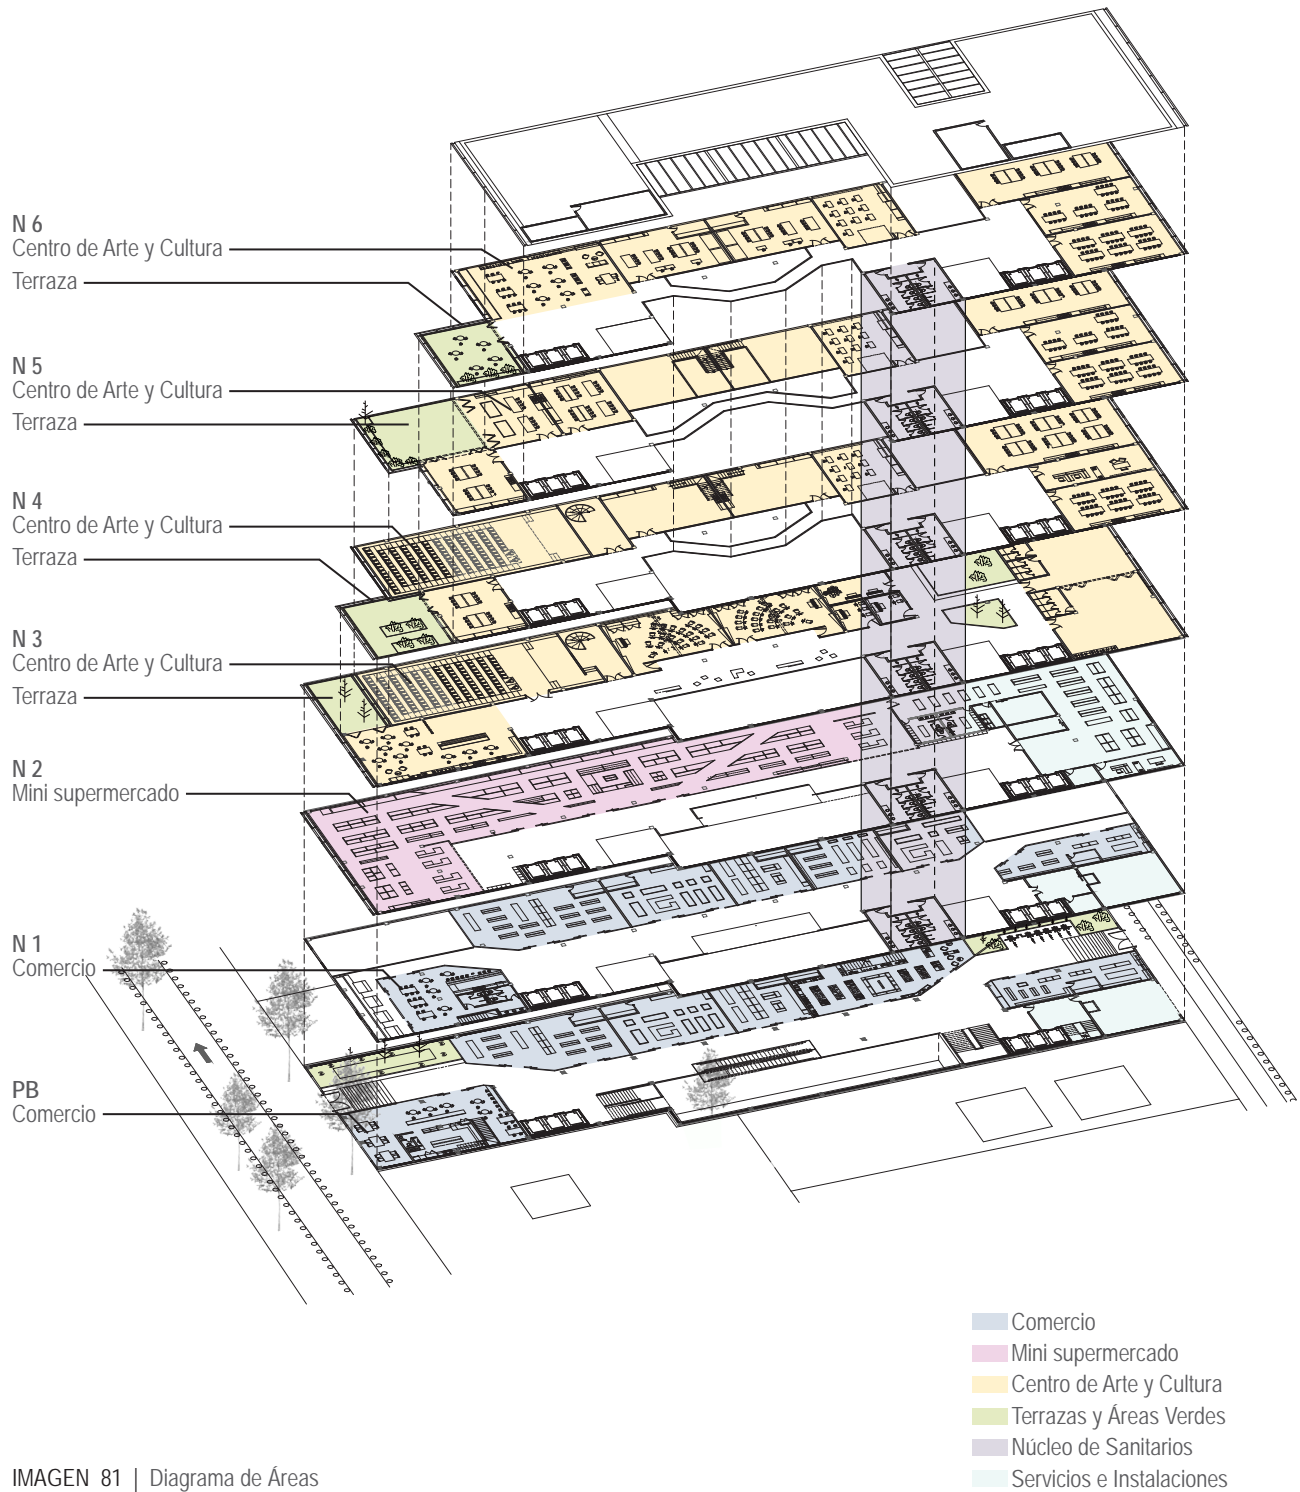 N 6
Centro de Arte y Cultura
Terraza
N 5
Centro de Arte y Cultura
Terraza
N 4
Centro de Arte y Cultura
Terraza
N 3
Centro de Arte y Cultura
Terraza
N 2
Mini supermercado
N 1
Comercio
PB
Comercio
Comercio
Mini supermercado
Centro de Arte y Cultura
Terrazas y Áreas Verdes
Núcleo de Sanitarios
Servicios e Instalaciones
IMAGEN 81 | Diagrama de Áreas